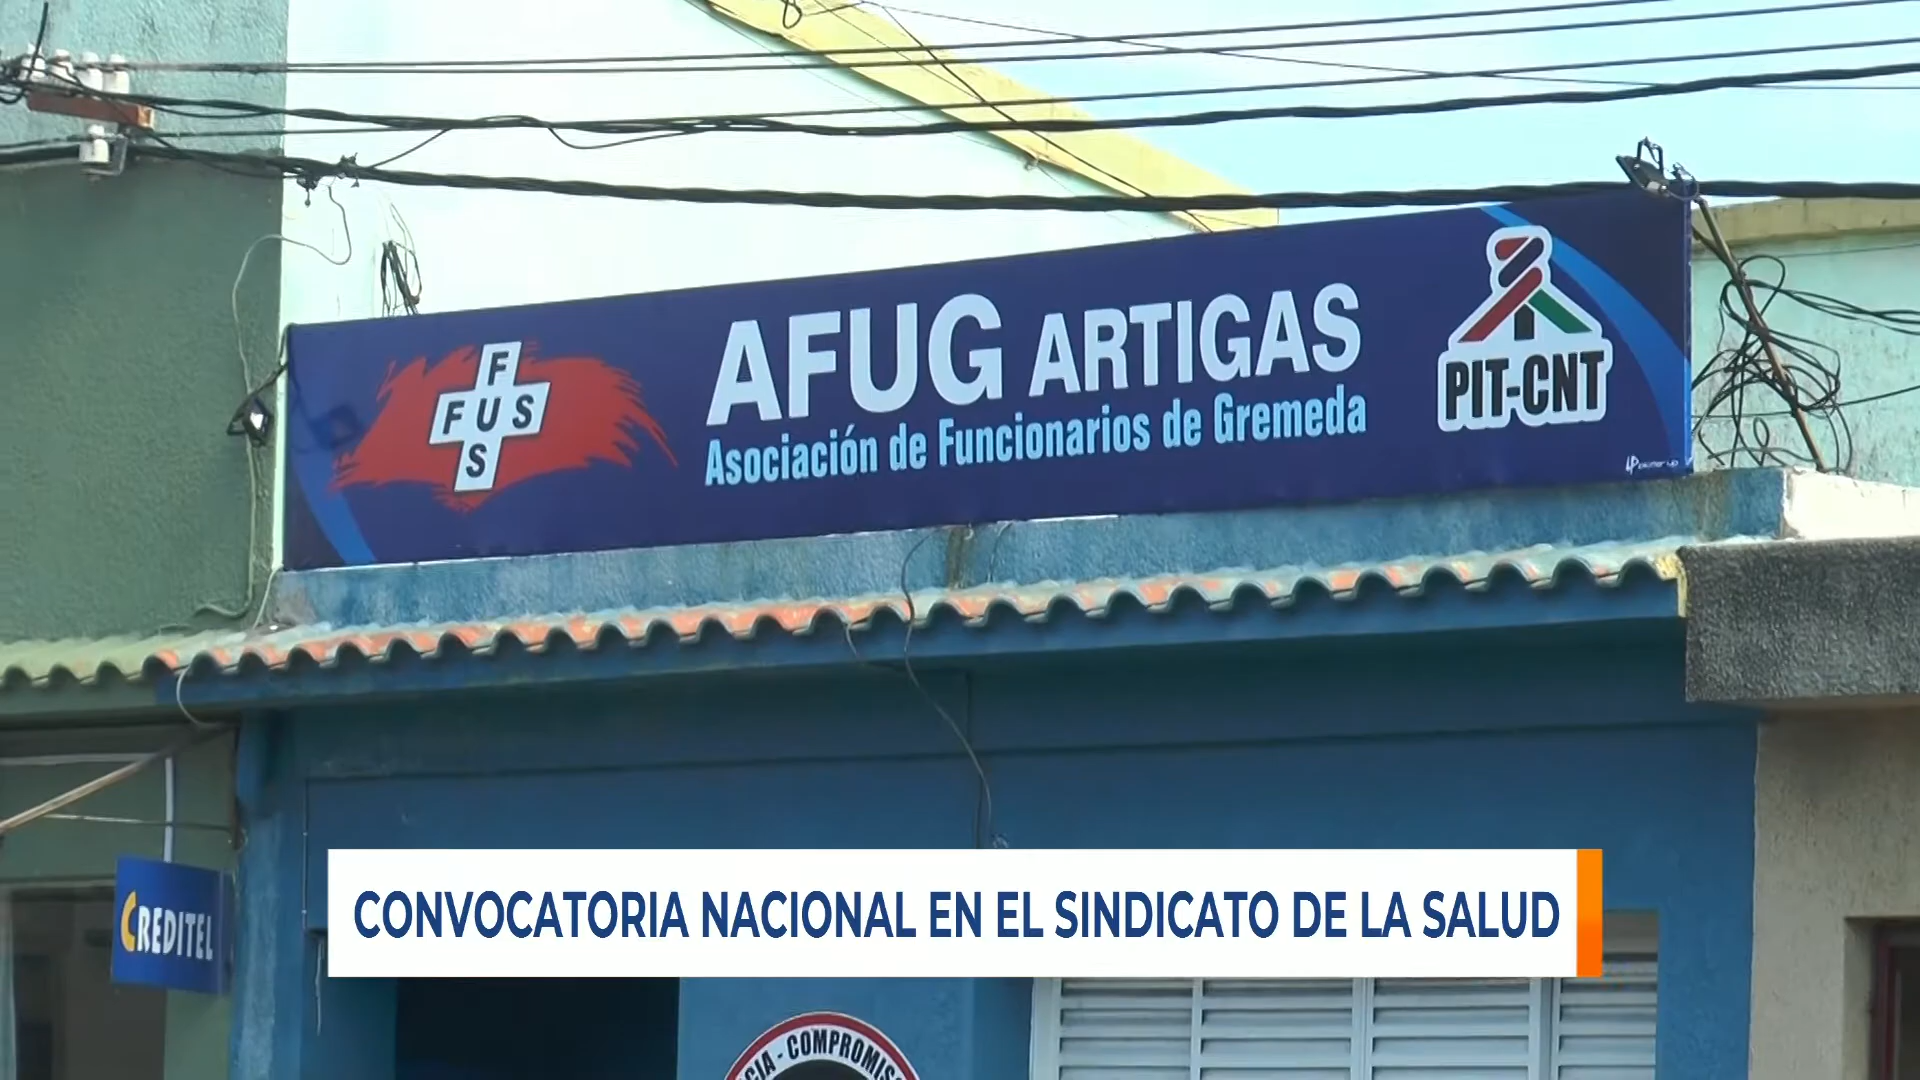 AFUG ARTIGAS
Asociación de Funcionarios de Gremeda
F
FUS
S
PIT-CNT
CREDITEL
CONVOCATORIA NACIONAL EN EL SINDICATO DE LA SALUD
- COMPROMISO